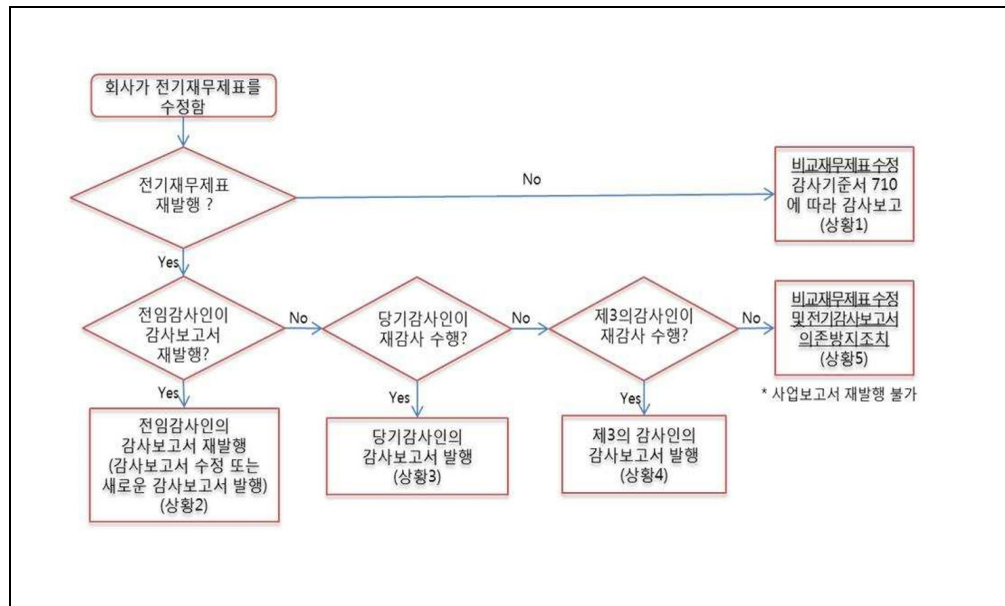 회사가 전기재무제표를
수정함
전기재무제표
재발행 ?
No
비교재무제표 수정
감사기준서 710
에 따라 감사보고
(상황1)
Yes
전임감사인이
감사보고서
재발행?
No
당기감사인이
재감사 수행?
No
제3의감사인이
재감사 수행?
No
비교재무제표 수정
및 전기감사보고서
의존방지조치
(상황5)
* 사업보고서 재발행 불가
Yes
Yes
Yes
전임감사인의
감사보고서 재발행
(감사보고서 수정 또는
새로운 감사보고서 발행)
(상황2)
당기감사인의
감사보고서 발행
(상황3)
제3의 감사인의
감사보고서 발행
(상황4)